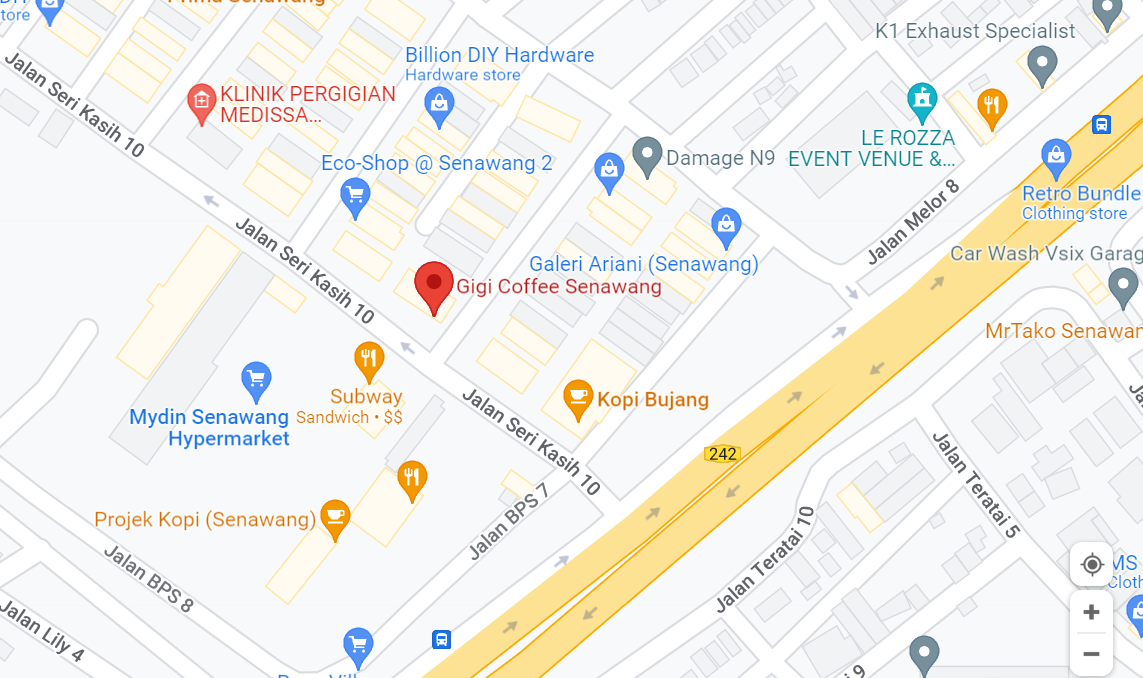 Prima Senawang
store
K1 Exhaust Specialist
Billion DIY Hardware
Hardware store
Jalan Seri Kasih 10
KLINIK PERGIGIAN
MEDISSA...
LE ROZZA
EVENT VENUE &...
Damage N9
Eco-Shop @ Senawang 2
Retro Bundle
Clothing store
Jalan Melor 8
Jalan Seri Kasih 10
Galeri Ariani (Senawang)
Car Wash Vsix Garag
Gigi Coffee Senawang
MrTako Senawan
Subway
Sandwich • $$
Mydin Senawang
Hypermarket
Kopi Bujang
Jalan Seri Kasih 10
242
Jalan Teratai 5
Projek Kopi (Senawang)
Jalan BPS 7
Jalan Teratai 10
Jalan BPS 8
MS
Cloth
Jalan Lily 4